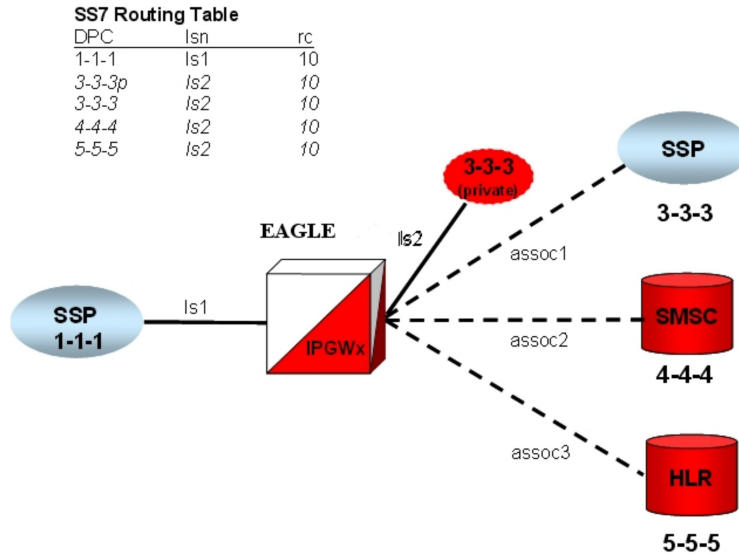 SS7 Routing Table
DPC lsn rc
1-1-1 ls1 10
3-3-3p ls2 10
3-3-3 ls2 10
4-4-4 ls2 10
5-5-5 ls2 10
3-3-3
(private)
SSP
3-3-3
EAGLE
ls2
assoc1
ls1
SSP
1-1-1
IPGWx
assoc2
SMSC
4-4-4
assoc3
HLR
5-5-5